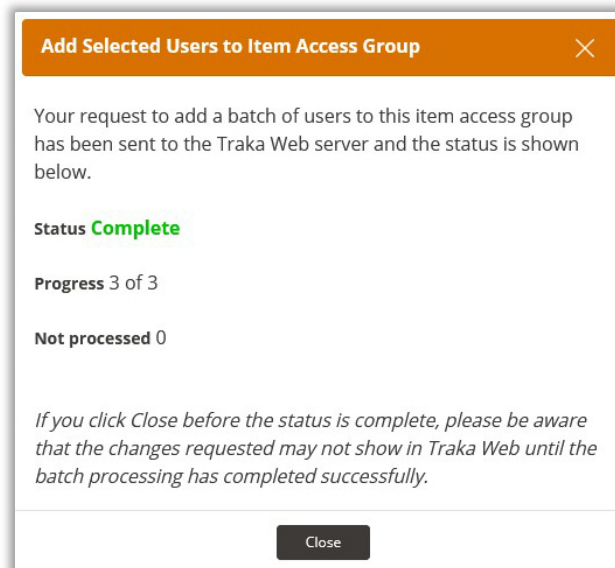 Add Selected Users to Item Access Group
Your request to add a batch of users to this item access group
has been sent to the Traka Web server and the status is shown
below.
Status Complete
Progress 3 of 3
Not processed 0
If you click Close before the status is complete, please be aware
that the changes requested may not show in Traka Web until the
batch processing has completed successfully.
Close